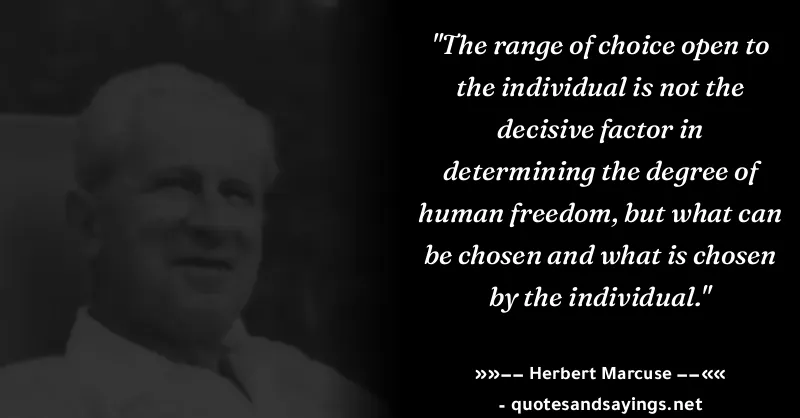 "The range of choice open to
the individual is not the
decisive factor in
determining the degree of
human freedom, but what can
be chosen and what is chosen
by the individual."
»»–– Herbert Marcuse ––««
- quotesandsayings.net